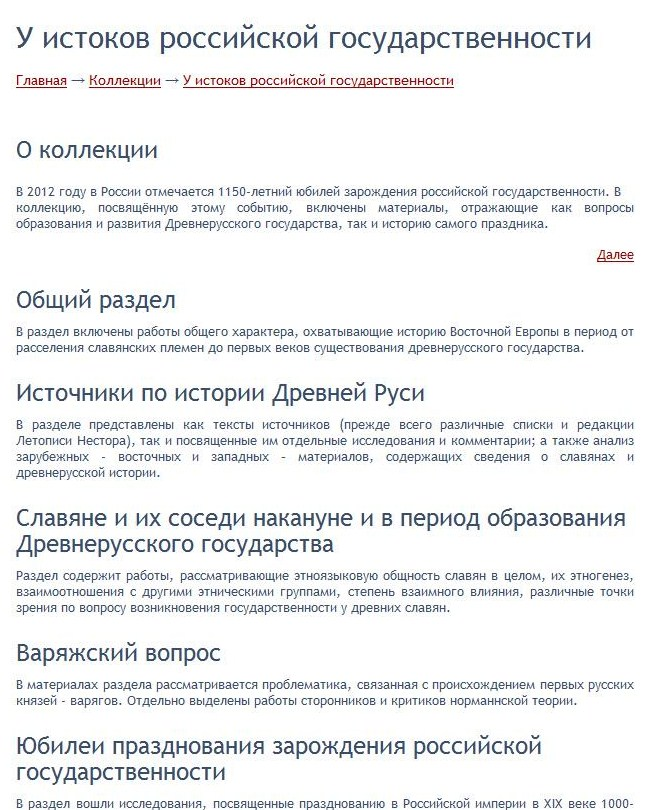 У истоков российской государственности
Главная → Коллекции → У истоков российской государственности
О коллекции
В 2012 году в России отмечается 1150-летний юбилей зарождения российской государственности. В
коллекцию, посвящённую этому событию, включены материалы, отражающие как вопросы
образования и развития Древнерусского государства, так и историю самого праздника.
Далее
Общий раздел
В раздел включены работы общего характера, охватывающие историю Восточной Европы в период от
расселения славянских племен до первых веков существования древнерусского государства.
Источники по истории Древней Руси
В разделе представлены как тексты источников (прежде всего различные списки и редакции
Летописи Нестора), так и посвященные им отдельные исследования и комментарии; а также анализ
зарубежных - восточных и западных - материалов, содержащих сведения о славянах и
древнерусской истории.
Славяне и их соседи накануне и в период образования
Древнерусского государства
Раздел содержит работы, рассматривающие этноязыковую общность славян в целом, их этногенез,
взаимоотношения с другими этническими группами, степень взаимного влияния, различные точки
зрения по вопросу возникновения государственности у древних славян.
Варяжский вопрос
В материалах раздела рассматривается проблематика, связанная с происхождением первых русских
князей - варягов. Отдельно выделены работы сторонников и критиков норманнской теории.
Юбилеи празднования зарождения российской
государственности
В раздел вошли исследования, посвященные празднованию в Российской империи в XIX веке 1000-